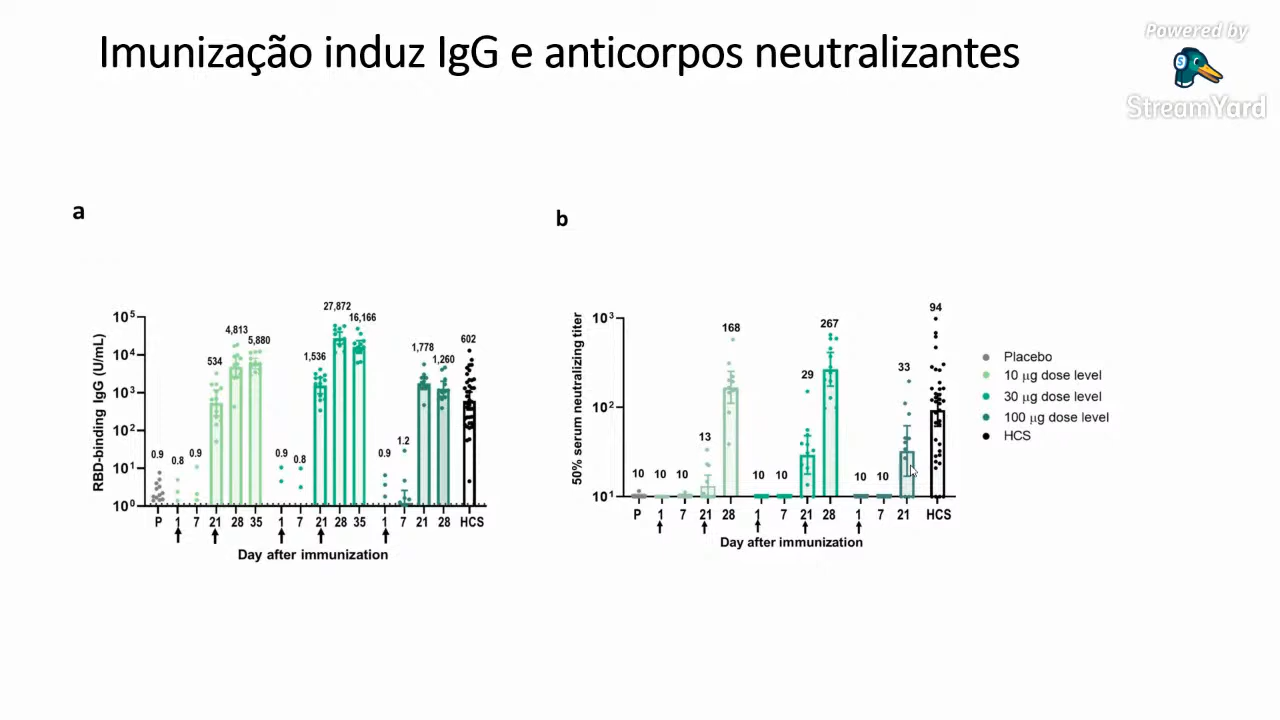 Imunização induz IgG e anticorpos neutralizantes
Powered by
StreamYard
a
RBD-binding IgG (U/mL)
10⁵
10⁴
10³
10²
10¹
10⁰
0.9
0.8
0.9
534
4,813
5,880
0.9
0.8
1,536
27,872
16,166
0.9
1.2
1,778
1,260
602
P 1 7 21 28 35 1 7 21 28 35 1 7 21 28 HCS
Day after immunization
b
50% serum neutralizing titer
10³
10²
10¹
10
10
10
13
168
10
10
29
267
10
10
33
94
P 1 7 21 28 1 7 21 28 1 7 21 HCS
Day after immunization
Placebo
10 μg dose level
30 μg dose level
100 μg dose level
HCS